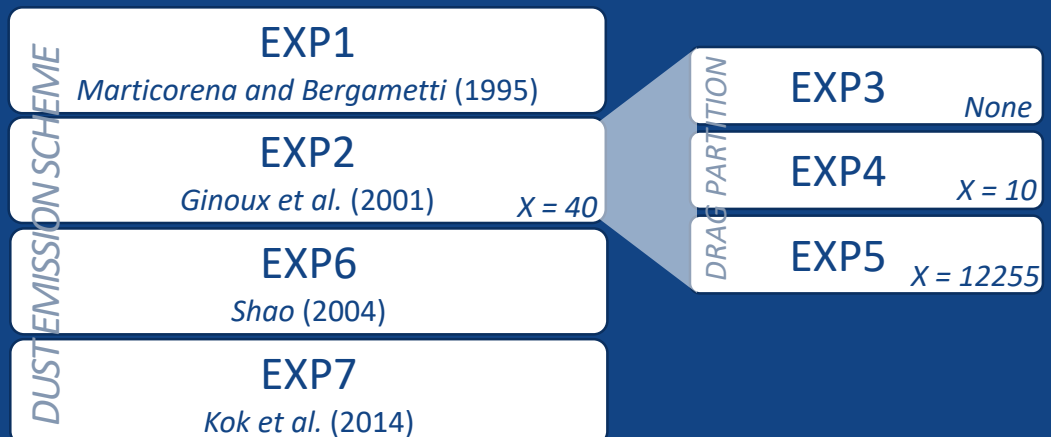 DUST EMISSION SCHEME
EXP1
Marticorena and Bergametti (1995)
EXP2
Ginoux et al. (2001)
X = 40
EXP6
Shao (2004)
EXP7
Kok et al. (2014)
DRAG PARTITION
EXP3
None
EXP4
X = 10
EXP5
X = 12255